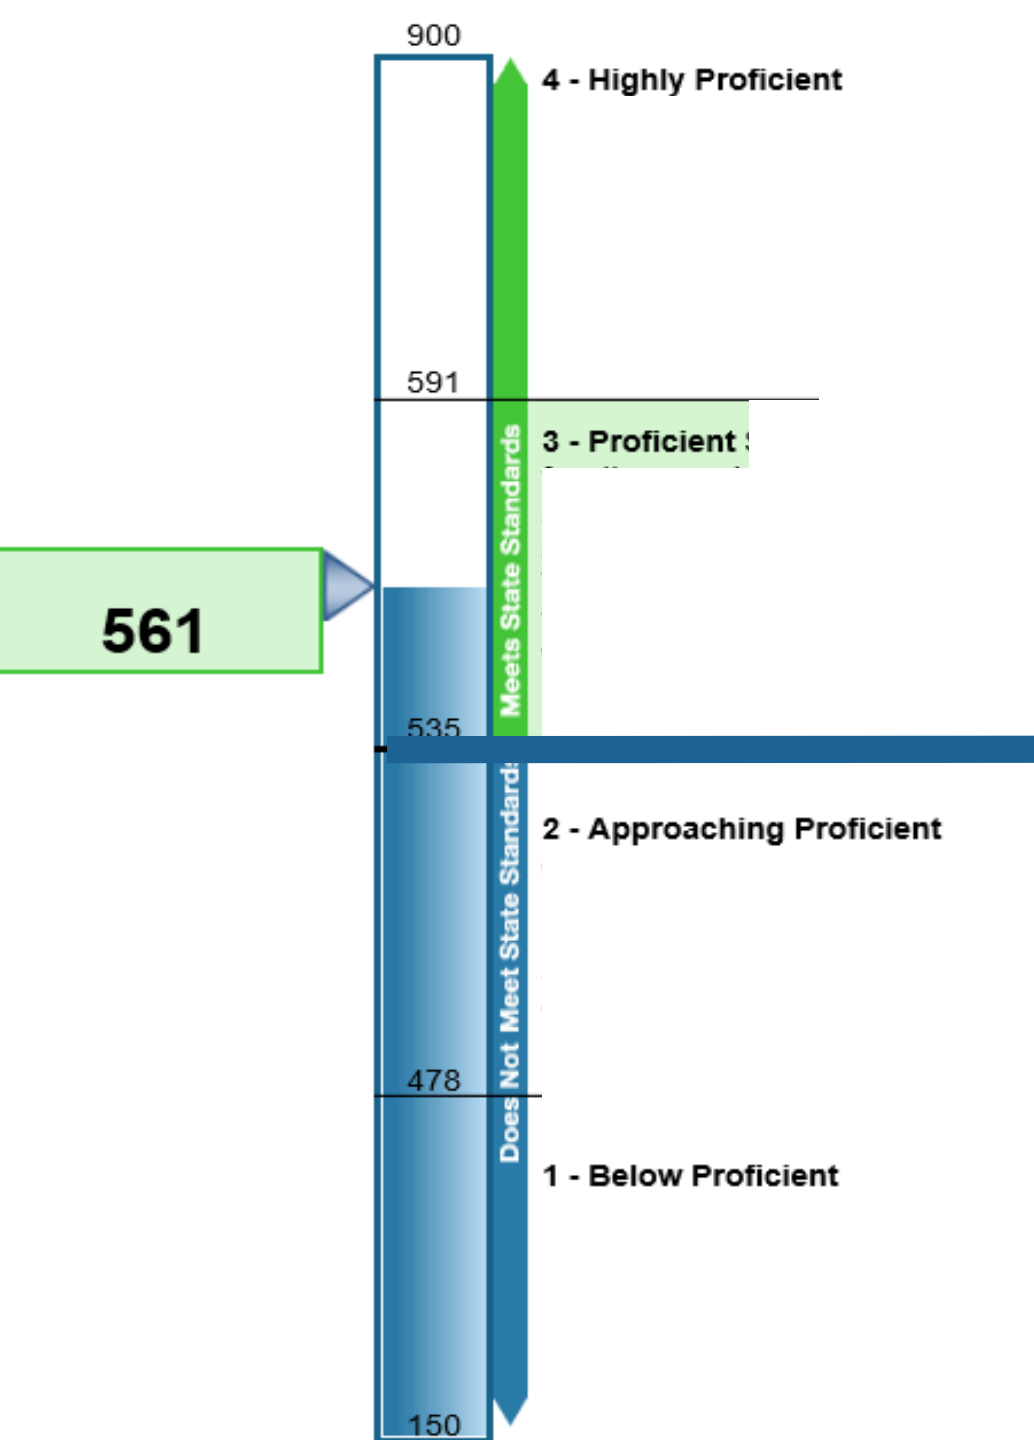 900
4 - Highly Proficient
591
3 - Proficient
Meets State Standards
561
535
2 - Approaching Proficient
Does Not Meet State Standards
478
1 - Below Proficient
150